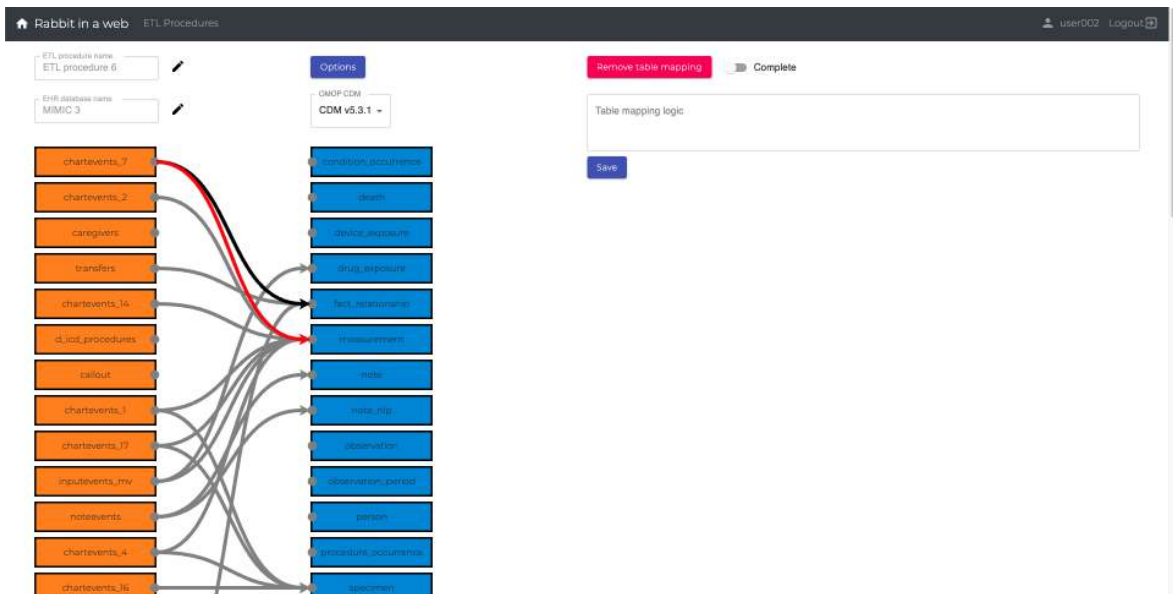 Rabbit in a web ETL Procedures user002 Logout
ETL procedure name
ETL procedure 6
Options
Remove table mapping Complete
EHR database name
MIMIC 3
OMOP CDM
CDM v5.3.1
Table mapping logic
Save
chartevents_7 condition_occurrence
chartevents_2 death
caregivers device_exposure
transfers drug_exposure
chartevents_14 fact_relationship
d_icd_procedures measurement
callout note
chartevents_1 note_nlp
chartevents_17 observation
inputevents_mv observation_period
noteevents person
chartevents_4 procedure_occurrence
chartevents_16 specimen